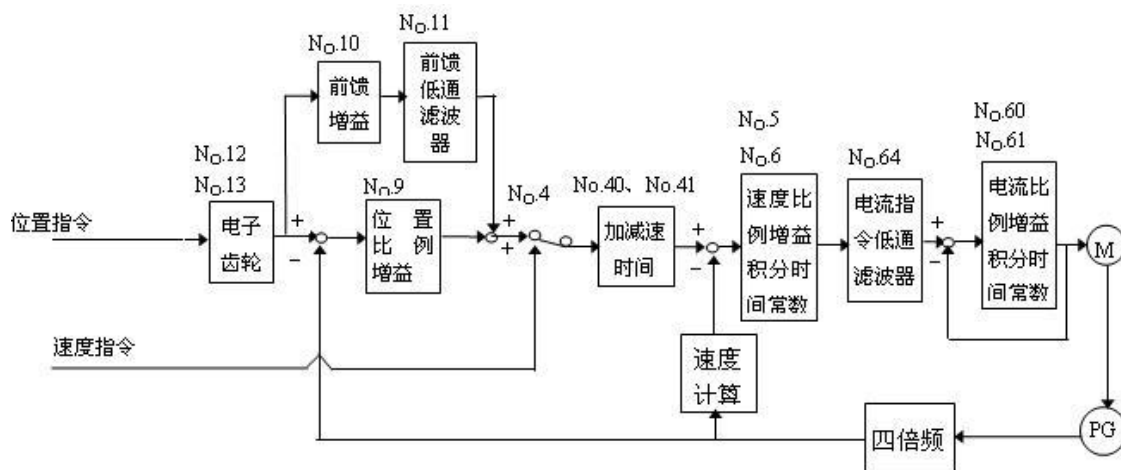 No.11
No.10
前馈
低通
滤波
器
前馈
增益
No.12
No.13
No.9
No.4
No.40、No.41
No.5
No.6
No.64
No.60
No.61
位置指令
电子
齿轮
+
−
位置
比例
增益
+
+
加减速
时间
+
−
速度比
例增益
积分时
间常数
电流指
令低通
滤波器
+
−
电流比
例增益
积分时
间常数
M
速度指令
速度
计算
四倍频
PG